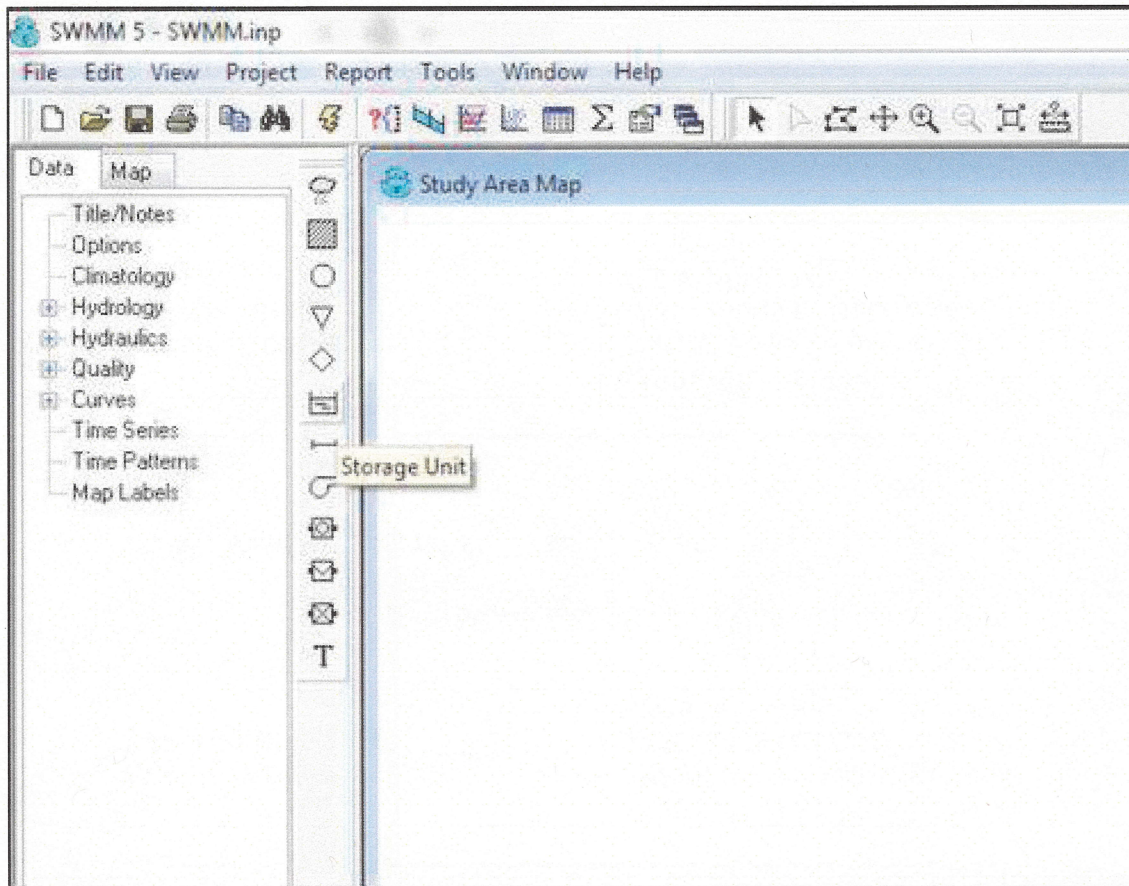 SWMM 5 - SWMM.inp
File Edit View Project Report Tools Window Help
Data Map
Title/Notes
Options
Climatology
Hydrology
Hydraulics
Quality
Curves
Time Series
Time Patterns
Map Labels
Storage Unit
T
Study Area Map